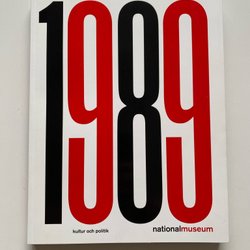 1989
kultur och politik
nationalmuseum